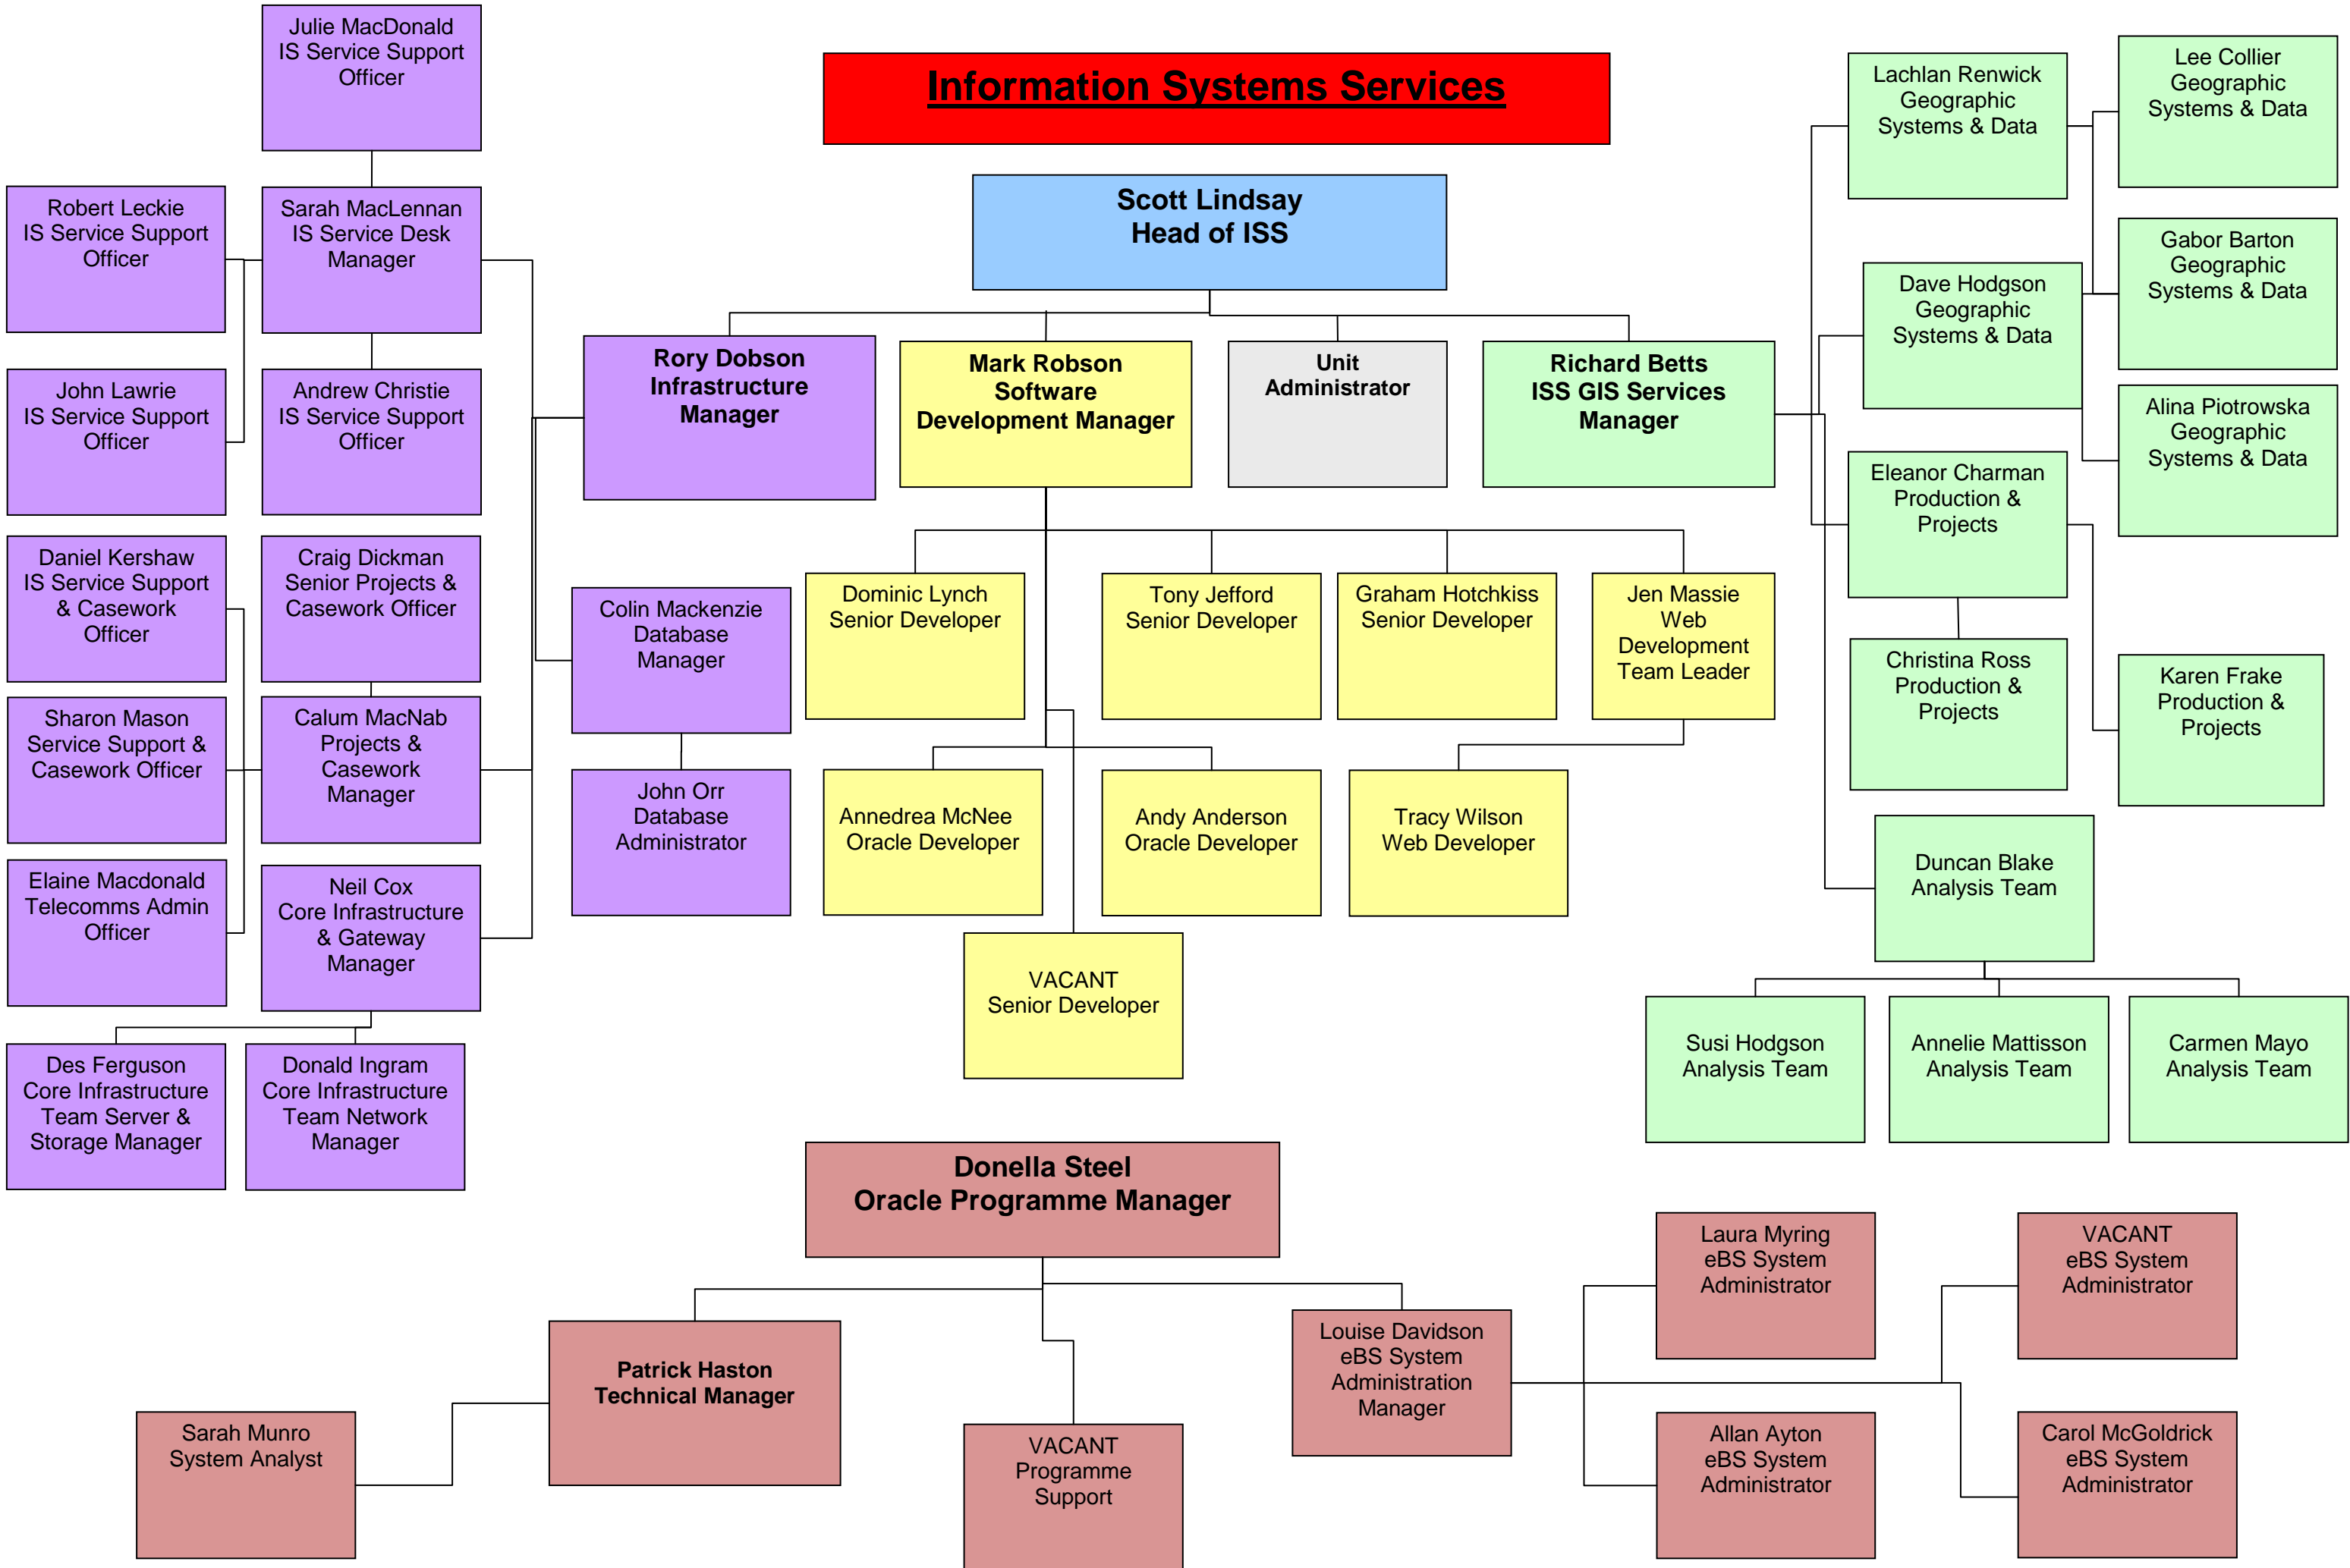 Information Systems Services
Scott Lindsay
Head of ISS
Julie MacDonald
IS Service Support
Officer
Robert Leckie
IS Service Support
Officer
Sarah MacLennan
IS Service Desk
Manager
John Lawrie
IS Service Support
Officer
Andrew Christie
IS Service Support
Officer
Daniel Kershaw
IS Service Support
& Casework
Officer
Craig Dickman
Senior Projects &
Casework Officer
Sharon Mason
Service Support &
Casework Officer
Calum MacNab
Projects &
Casework
Manager
Elaine Macdonald
Telecomms Admin
Officer
Neil Cox
Core Infrastructure
& Gateway
Manager
Des Ferguson
Core Infrastructure
Team Server &
Storage Manager
Donald Ingram
Core Infrastructure
Team Network
Manager
Rory Dobson
Infrastructure
Manager
Colin Mackenzie
Database
Manager
John Orr
Database
Administrator
Mark Robson
Software
Development Manager
Unit
Administrator
Richard Betts
ISS GIS Services
Manager
Dominic Lynch
Senior Developer
Tony Jefford
Senior Developer
Graham Hotchkiss
Senior Developer
Jen Massie
Web
Development
Team Leader
Annedrea McNee
Oracle Developer
Andy Anderson
Oracle Developer
Tracy Wilson
Web Developer
VACANT
Senior Developer
Lachlan Renwick
Geographic
Systems & Data
Lee Collier
Geographic
Systems & Data
Gabor Barton
Geographic
Systems & Data
Dave Hodgson
Geographic
Systems & Data
Alina Piotrowska
Geographic
Systems & Data
Eleanor Charman
Production &
Projects
Christina Ross
Production &
Projects
Karen Frake
Production &
Projects
Duncan Blake
Analysis Team
Susi Hodgson
Analysis Team
Annelie Mattisson
Analysis Team
Carmen Mayo
Analysis Team
Donella Steel
Oracle Programme Manager
Patrick Haston
Technical Manager
Sarah Munro
System Analyst
VACANT
Programme
Support
Louise Davidson
eBS System
Administration
Manager
Laura Myring
eBS System
Administrator
VACANT
eBS System
Administrator
Allan Ayton
eBS System
Administrator
Carol McGoldrick
eBS System
Administrator